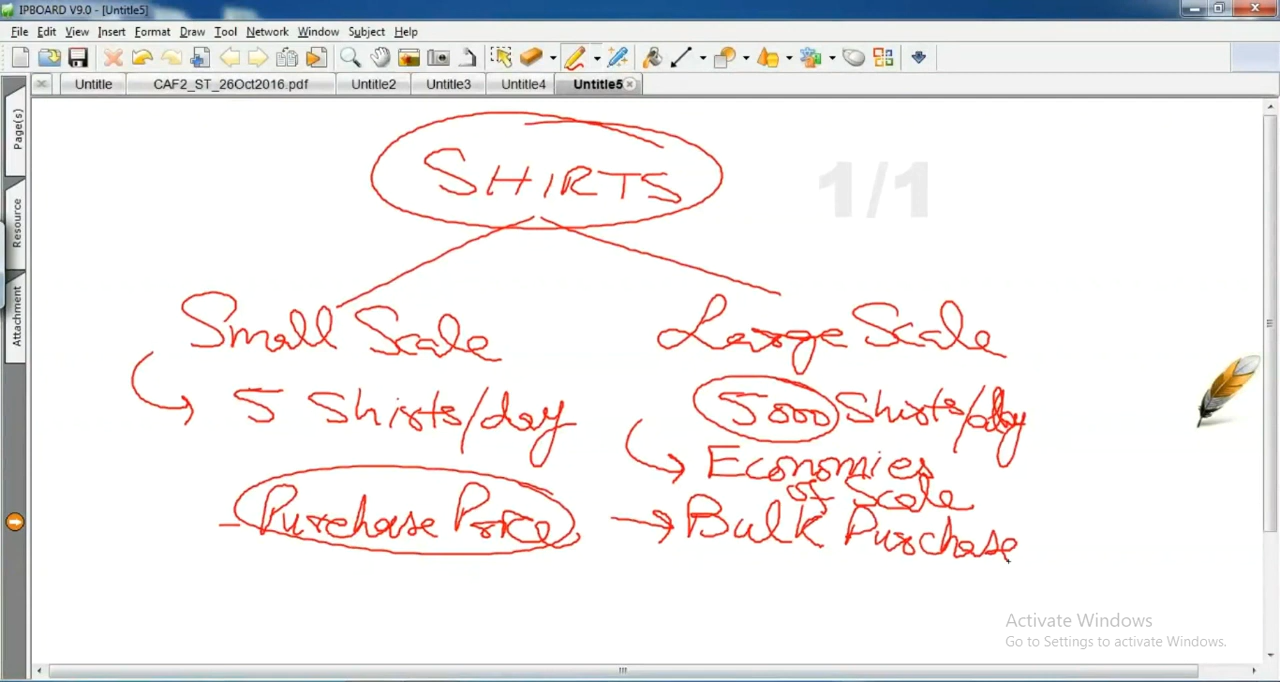 IPBOARD V9.0 - [Untitle5]
File Edit View Insert Format Draw Tool Network Window Subject Help
Untitle CAF2_ST_26Oct2016.pdf Untitle2 Untitle3 Untitle4 Untitle5
Page(s)
Resource
Attachment
1/1
SHIRTS
Small Scale
Large Scale
5 Shirts/day
5000 Shirts/day
Economies
of Scale
- Purchase Price
Bulk Purchase
Activate Windows
Go to Settings to activate Windows.